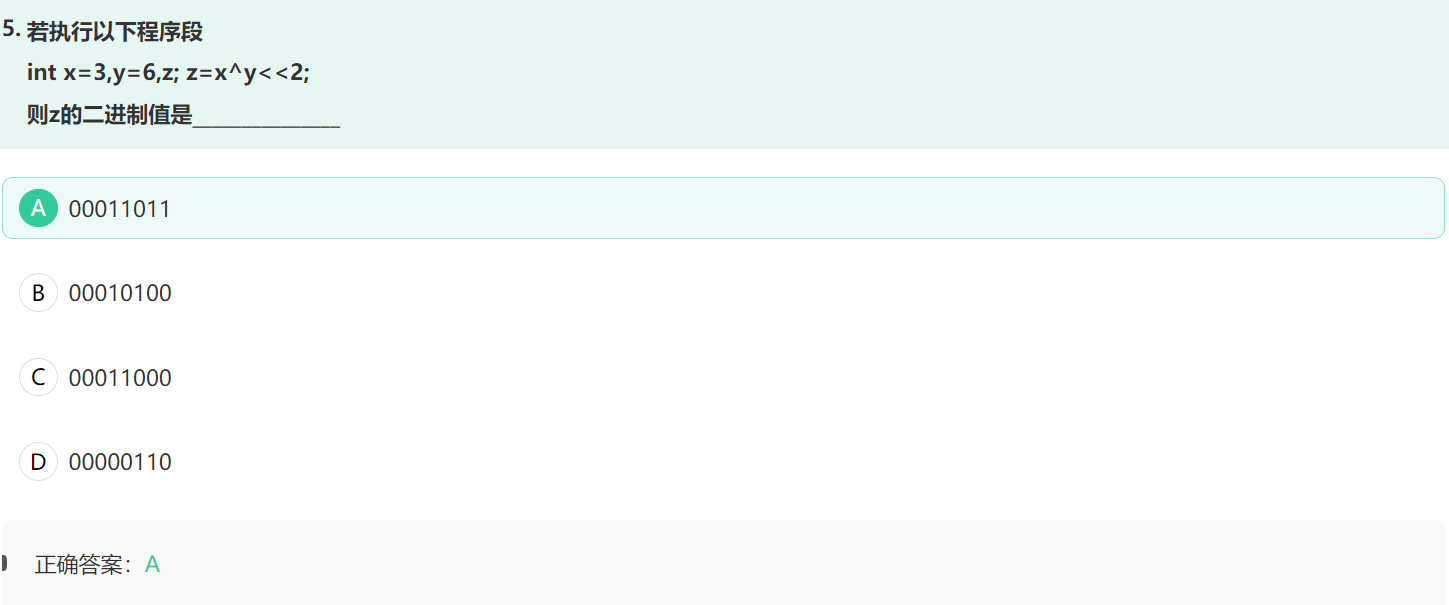 5. 若执行以下程序段
int x=3,y=6,z; z=x^y<<2;
则z的二进制值是______________
A 00011011
B 00010100
C 00011000
D 00000110
正确答案：A